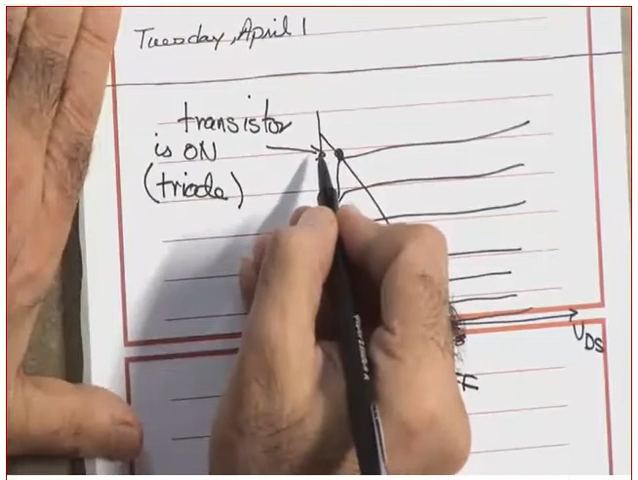 Tuesday, April 1
transistor
is ON
(triode)
VDS